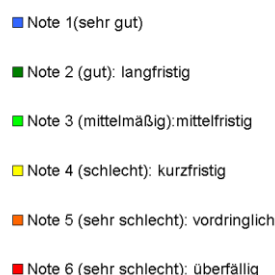 Note 1(sehr gut)
Note 2 (gut): langfristig
Note 3 (mittelmäßig):mittelfristig
Note 4 (schlecht): kurzfristig
Note 5 (sehr schlecht): vordringlich
Note 6 (sehr schlecht): überfällig